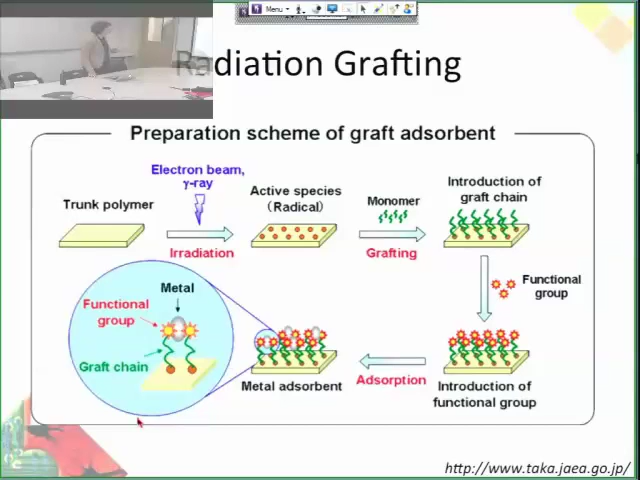 Menu
Radiation Grafting
Preparation scheme of graft adsorbent
Electron beam,
γ-ray
Trunk polymer
Irradiation
Active species
(Radical)
Monomer
Grafting
Introduction of
graft chain
Functional
group
Introduction of
functional group
Adsorption
Metal adsorbent
Metal
Functional
group
Graft chain
http://www.taka.jaea.go.jp/